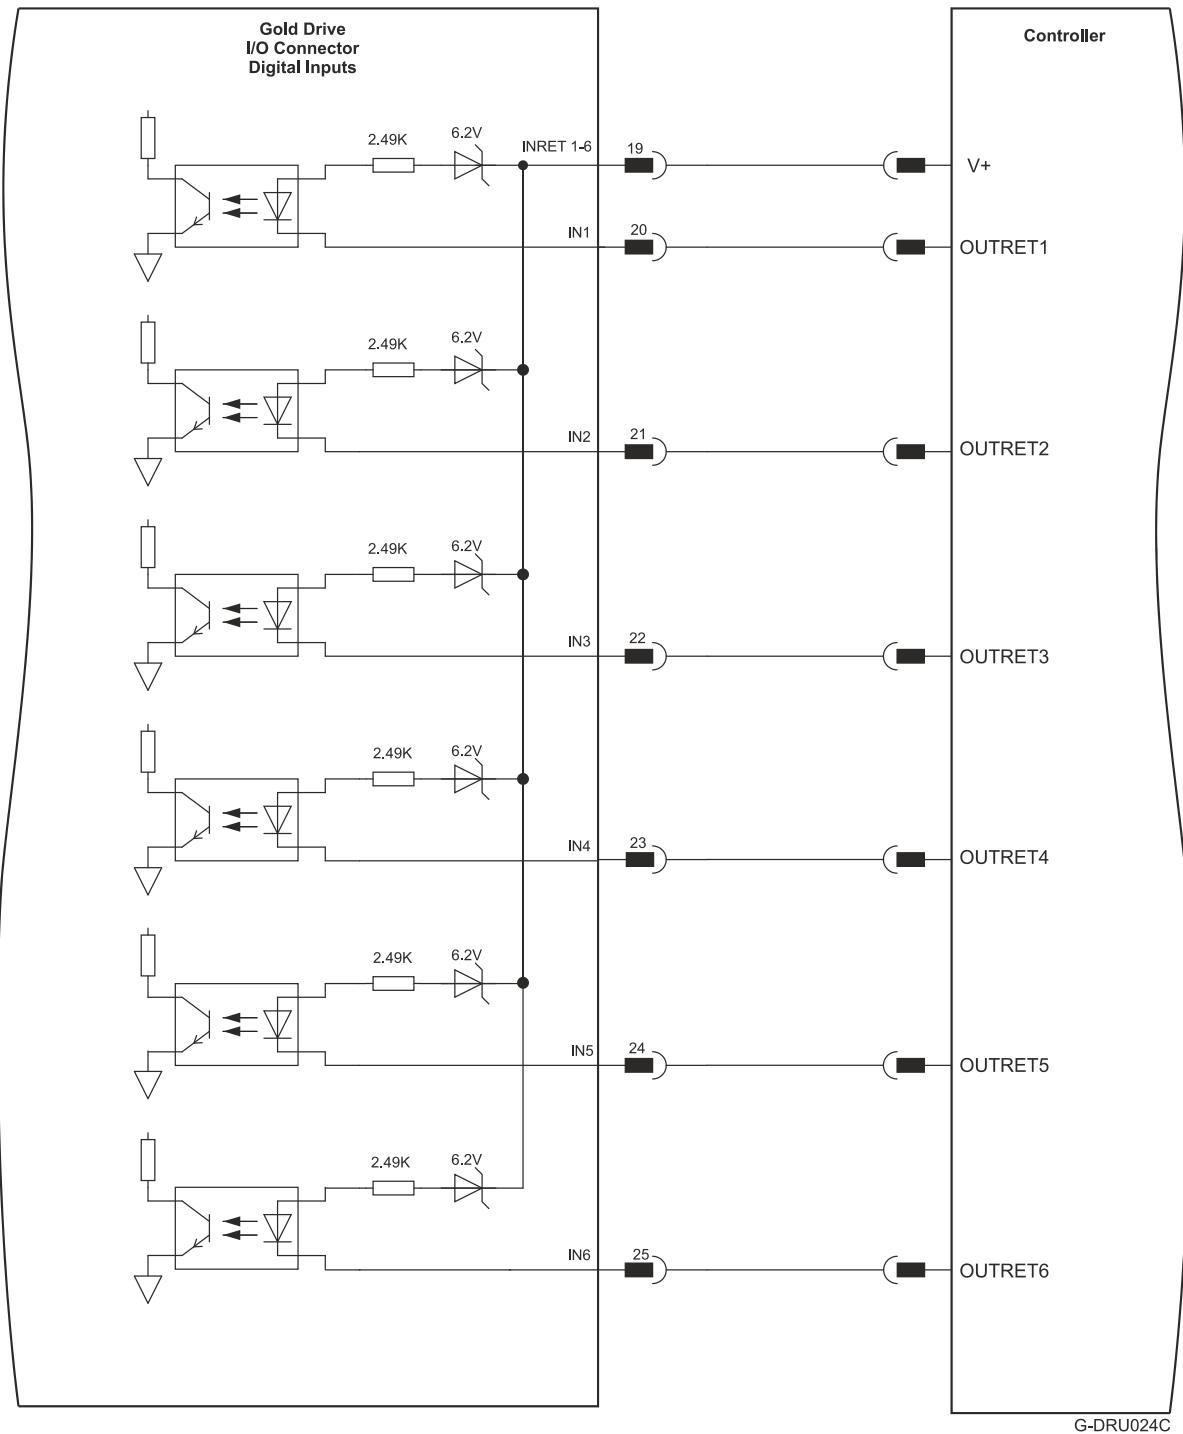 Gold Drive
I/O Connector
Digital Inputs
Controller
2.49K 6.2V INRET 1-6 19 V+
IN1 20 OUTRET1
2.49K 6.2V
IN2 21 OUTRET2
2.49K 6.2V
IN3 22 OUTRET3
2.49K 6.2V
IN4 23 OUTRET4
2.49K 6.2V
IN5 24 OUTRET5
2.49K 6.2V
IN6 25 OUTRET6
G-DRU024C